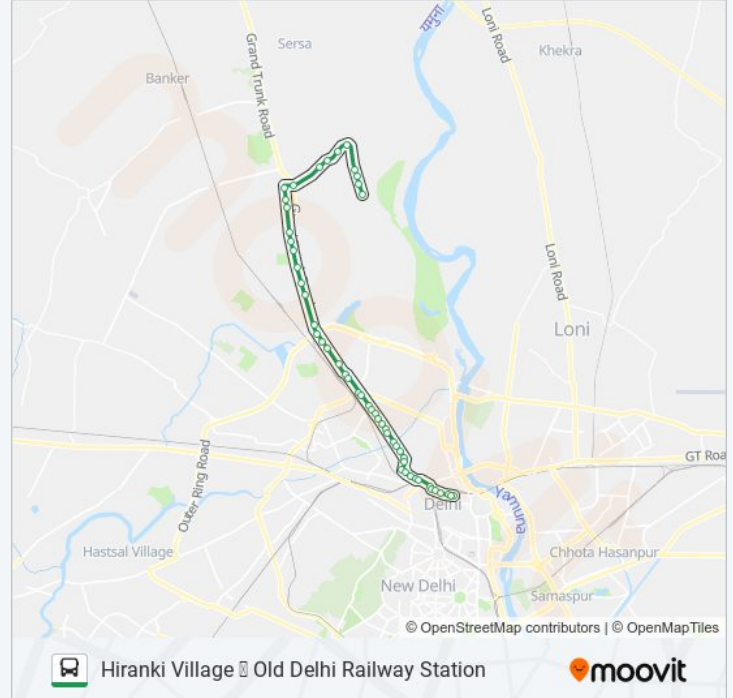 यमुना
Loni Road
Sersa
Khekra
Grand Trunk Road
Banker
Loni Road
Loni
GT Roa
Outer Ring Road
Delhi
Yamuna
Hastsal Village
Chhota Hasanpur
New Delhi
Samaspur
© OpenStreetMap contributors | © OpenMapTiles
Hiranki Village Old Delhi Railway Station
moovit